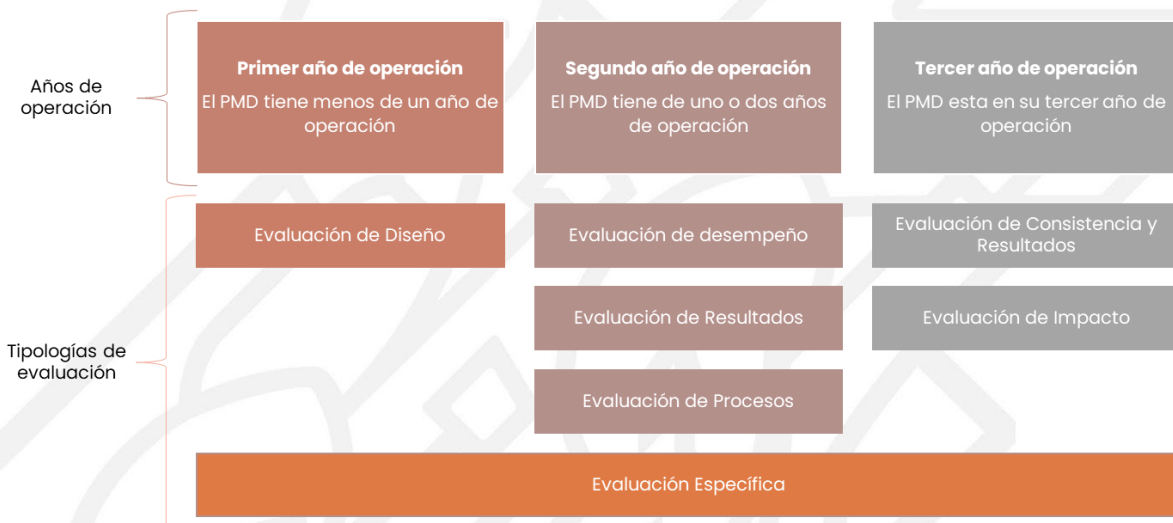 Años de
operación
Primer año de operación
El PMD tiene menos de un año de
operación
Segundo año de operación
El PMD tiene de uno o dos años
de operación
Tercer año de operación
El PMD esta en su tercer año de
operación
Tipologías de
evaluación
Evaluación de Diseño
Evaluación de desempeño
Evaluación de Consistencia y
Resultados
Evaluación de Resultados
Evaluación de Impacto
Evaluación de Procesos
Evaluación Específica